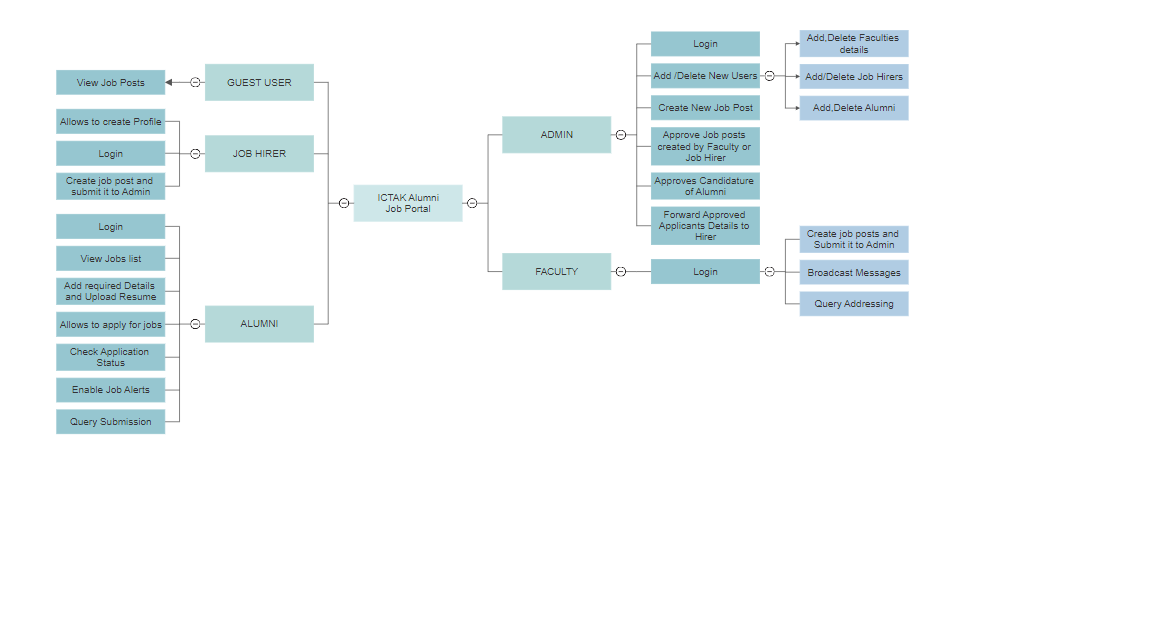 GUEST USER
View Job Posts
JOB HIRER
Allows to create Profile
Login
Create job post and
submit it to Admin
ALUMNI
Login
View Jobs list
Add required Details
and Upload Resume
Allows to apply for jobs
Check Application
Status
Enable Job Alerts
Query Submission
ICTAK Alumni
Job Portal
ADMIN
Login
Add /Delete New Users
Add,Delete Faculties
details
Add/Delete Job Hirers
Add,Delete Alumni
Create New Job Post
Approve Job posts
created by Faculty or
Job Hirer
Approves Candidature
of Alumni
Forward Approved
Applicants Details to
Hirer
FACULTY
Login
Create job posts and
Submit it to Admin
Broadcast Messages
Query Addressing